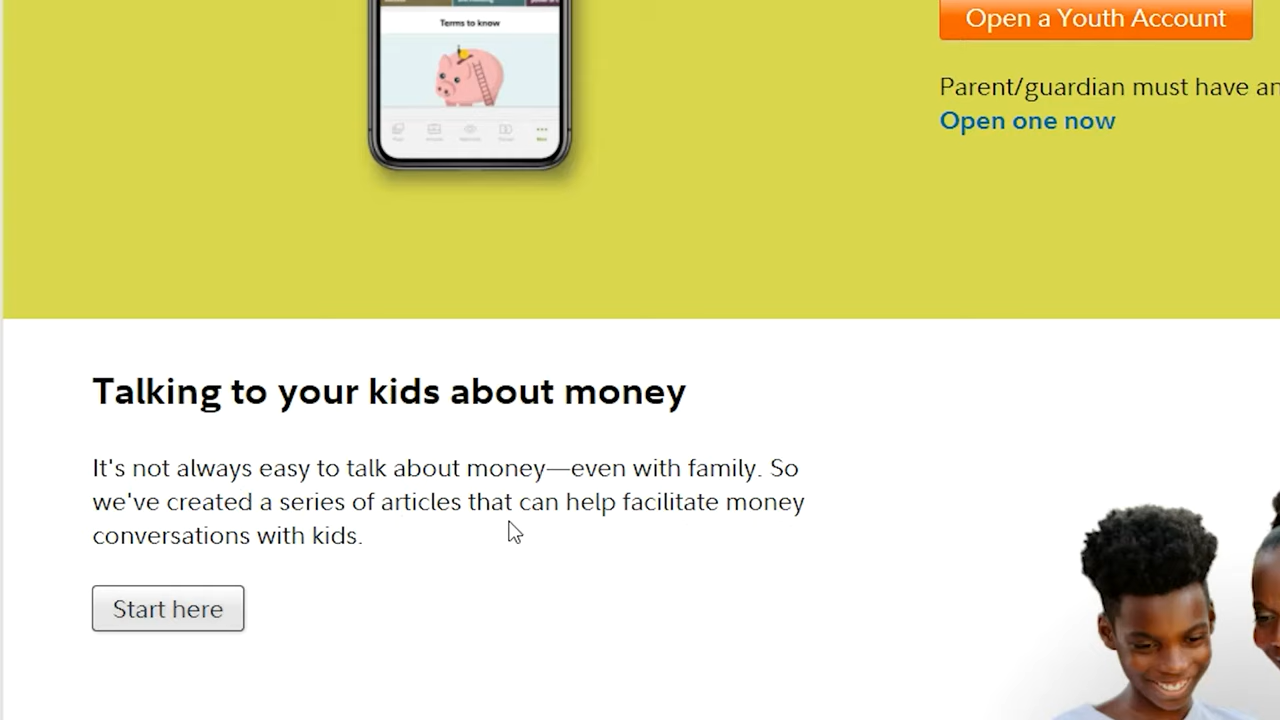 Terms to know
Open a Youth Account
Parent/guardian must have an
Open one now
Talking to your kids about money
It's not always easy to talk about money—even with family. So
we've created a series of articles that can help facilitate money
conversations with kids.
Start here